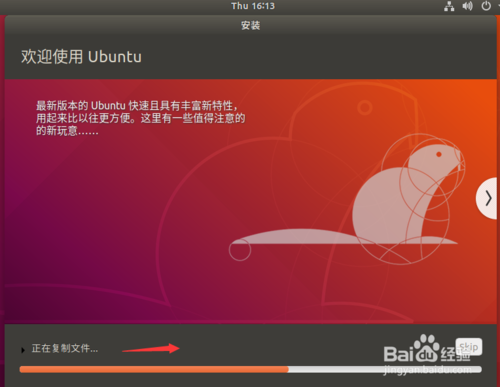 Thu 16:13
安装
欢迎使用 Ubuntu
最新版本的 Ubuntu 快速且具有丰富新特性，
用起来比以往更方便。这里有一些值得注意的
的新玩意……
正在复制文件...
Skip
Baidu 经验
jingyan.baidu.com